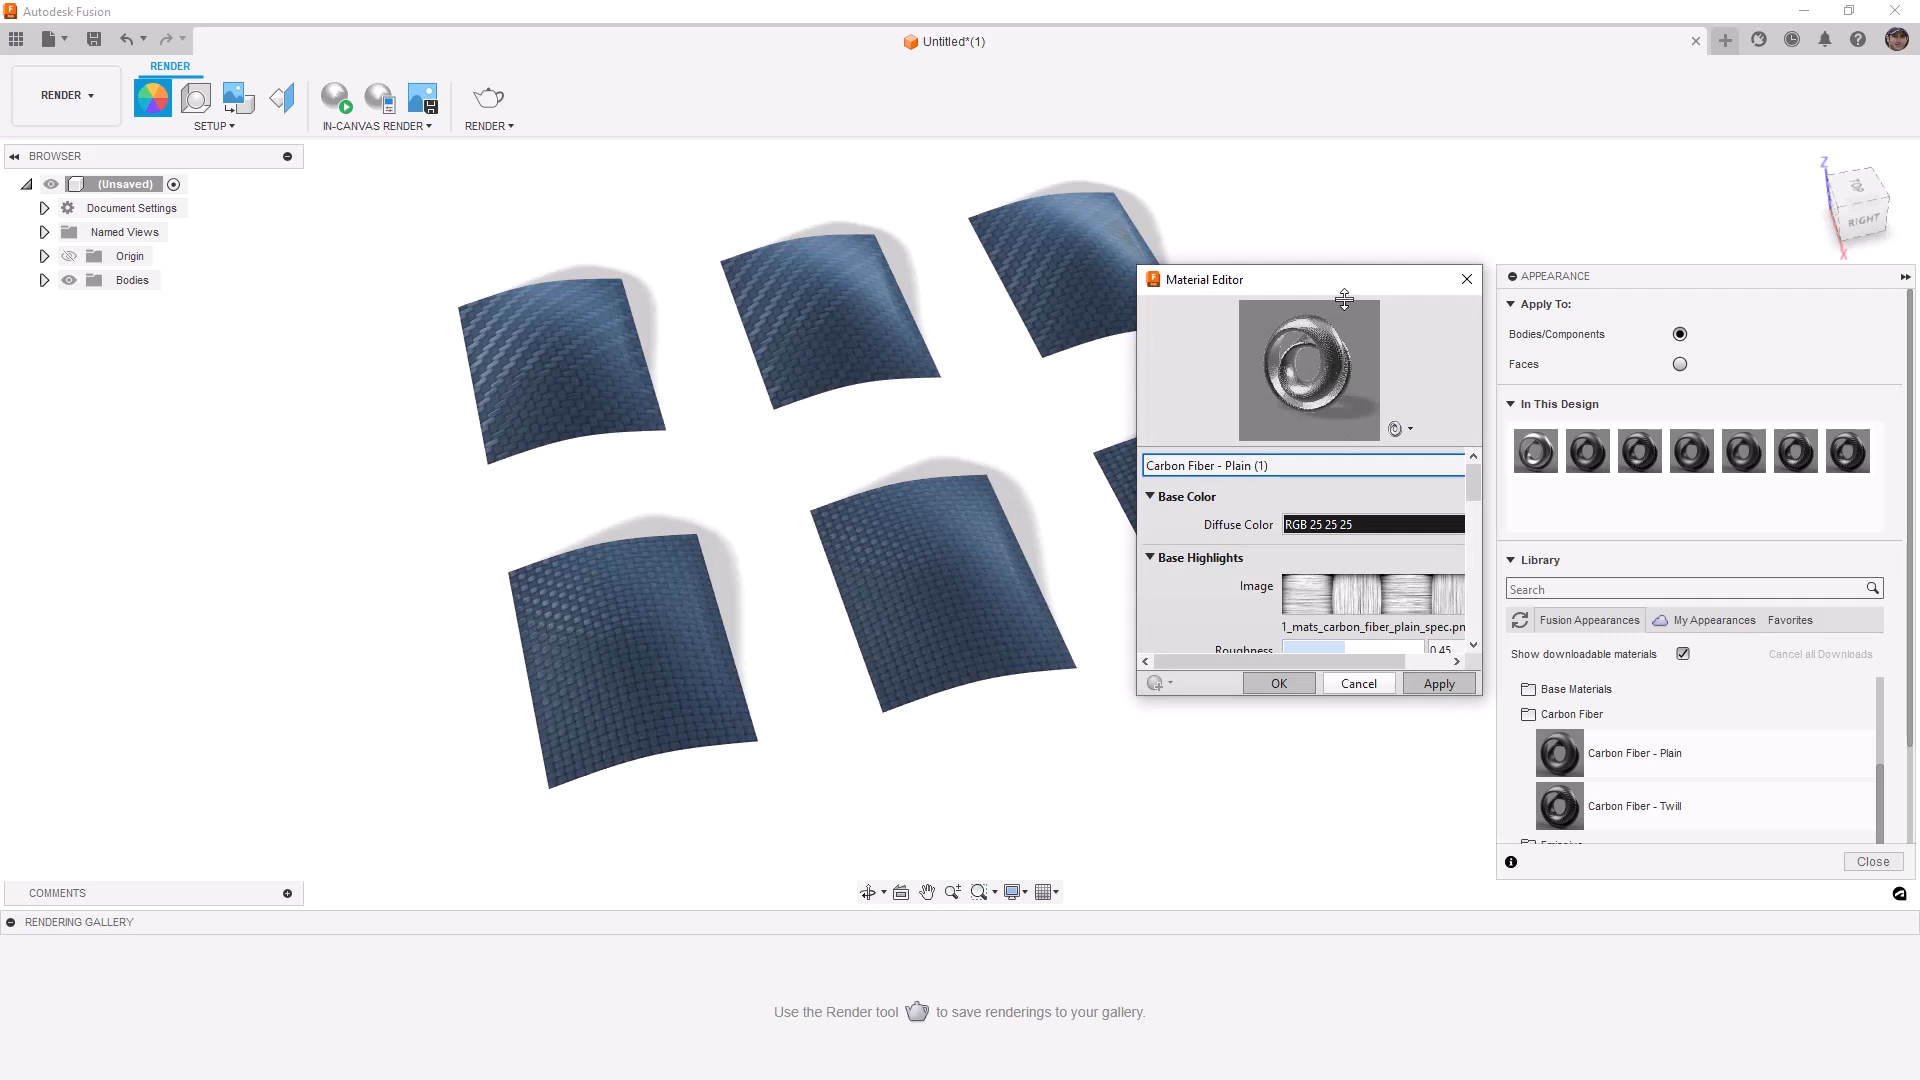 Autodesk Fusion
Untitled*(1)
RENDER
RENDER
SETUP
IN-CANVAS RENDER
RENDER
BROWSER
(Unsaved)
Document Settings
Named Views
Origin
Bodies
Z
TOP
RIGHT
X
Material Editor
Carbon Fiber - Plain (1)
Base Color
Diffuse Color RGB 25 25 25
Base Highlights
Image
1_mats_carbon_fiber_plain_spec.pn
Roughness 0.45
OK Cancel Apply
APPEARANCE
Apply To:
Bodies/Components
Faces
In This Design
Library
Search
Fusion Appearances My Appearances Favorites
Show downloadable materials Cancel all Downloads
Base Materials
Carbon Fiber
Carbon Fiber - Plain
Carbon Fiber - Twill
Close
COMMENTS
RENDERING GALLERY
Use the Render tool to save renderings to your gallery.